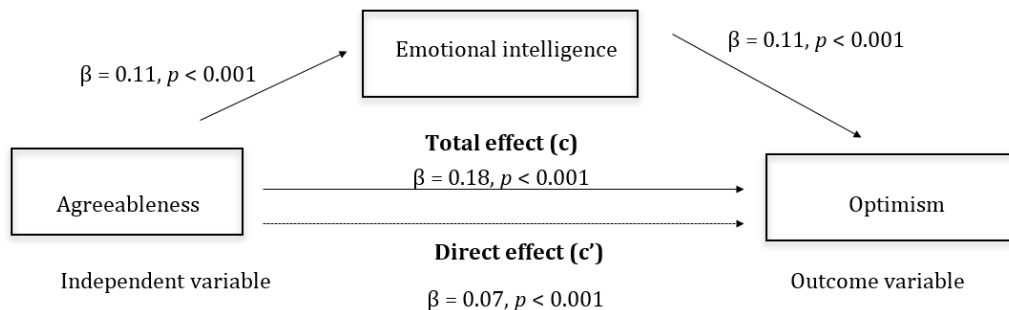 Emotional intelligence
β = 0.11, p < 0.001
β = 0.11, p < 0.001
Total effect (c)
β = 0.18, p < 0.001
Agreeableness
Optimism
Direct effect (c’)
Independent variable
Outcome variable
β = 0.07, p < 0.001